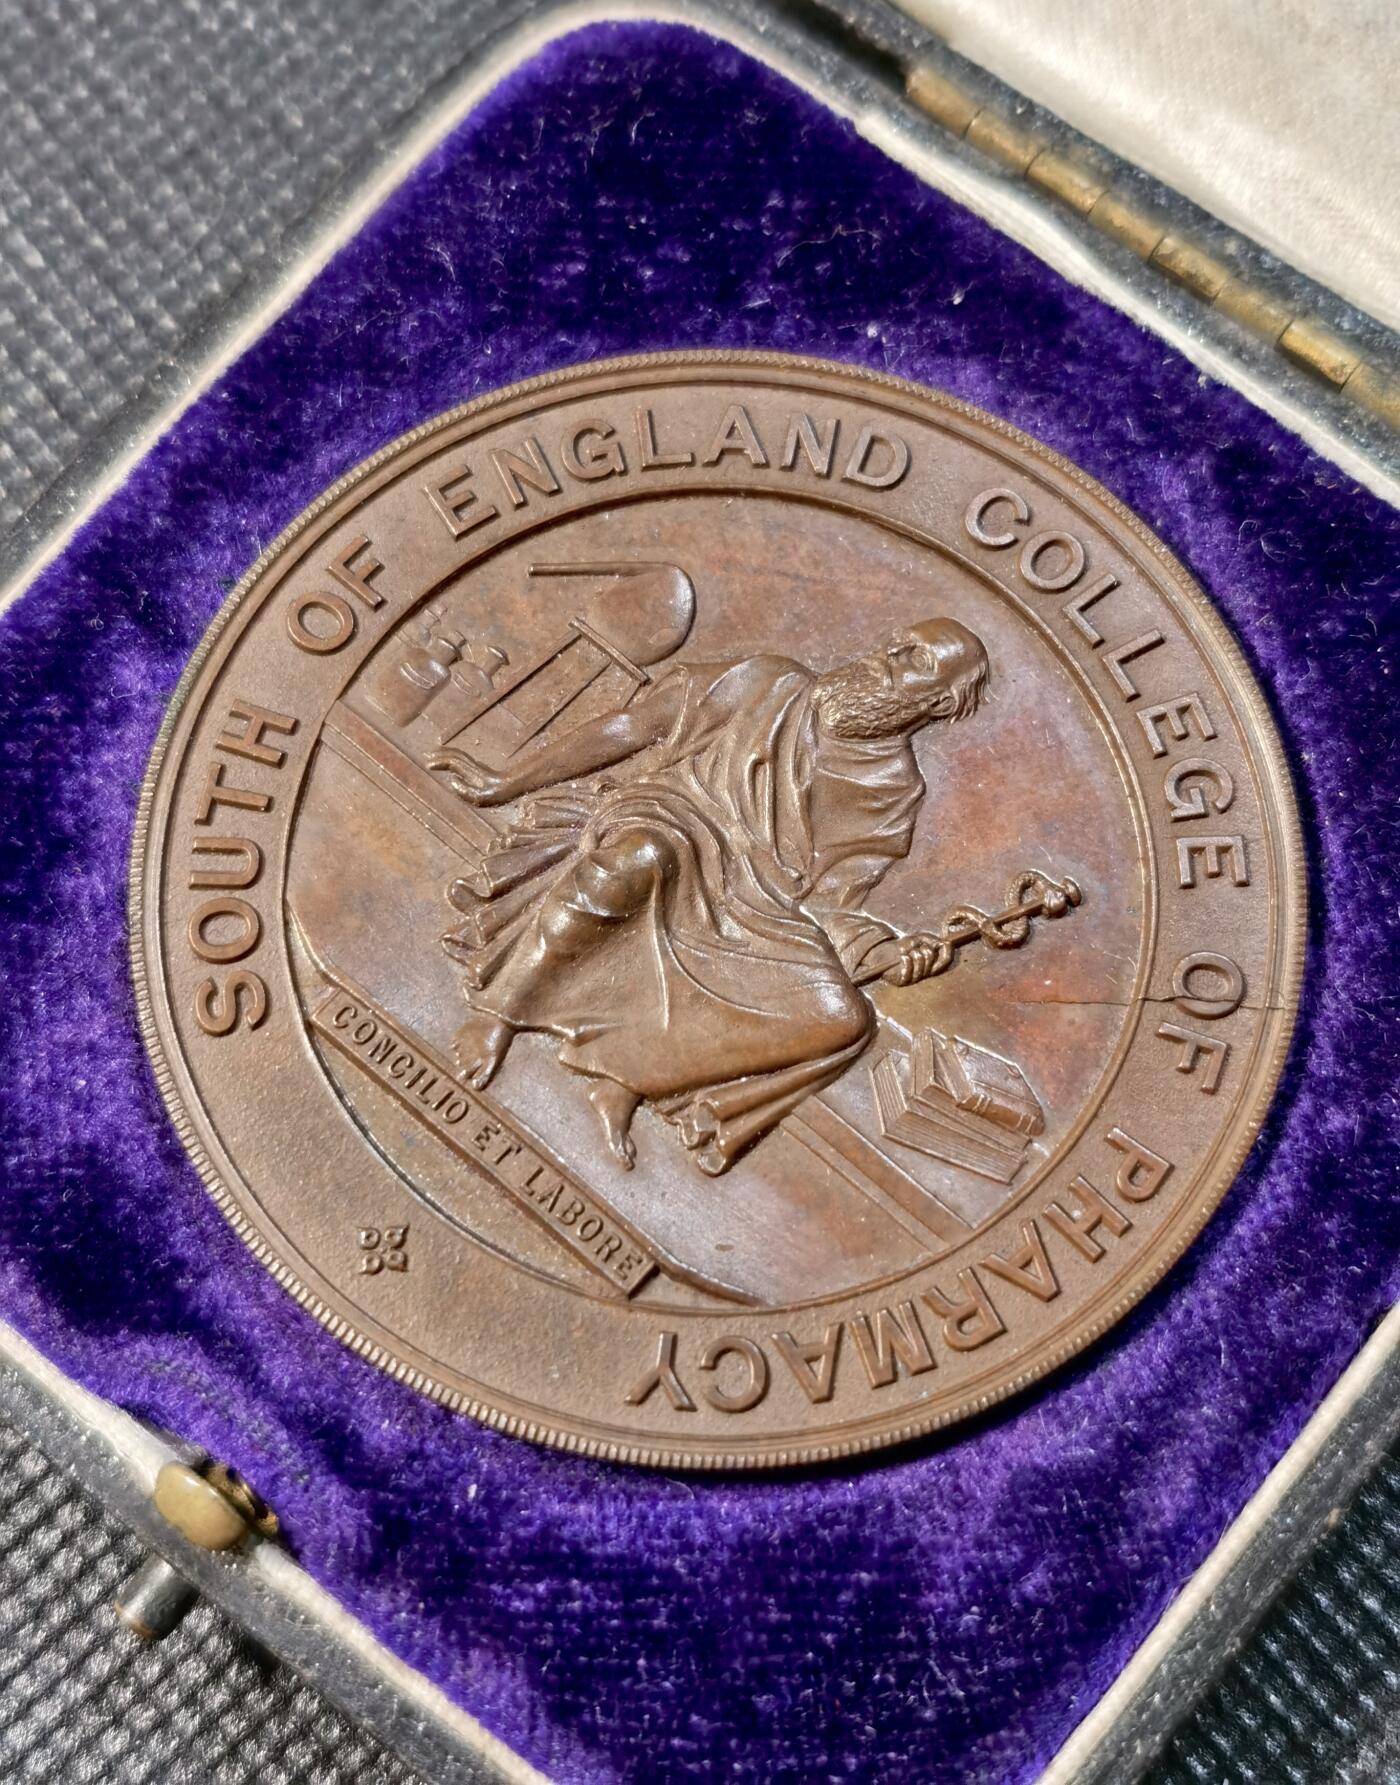 SOUTH OF ENGLAND COLLEGE OF PHARMACY
CONCILIO ET LABORE